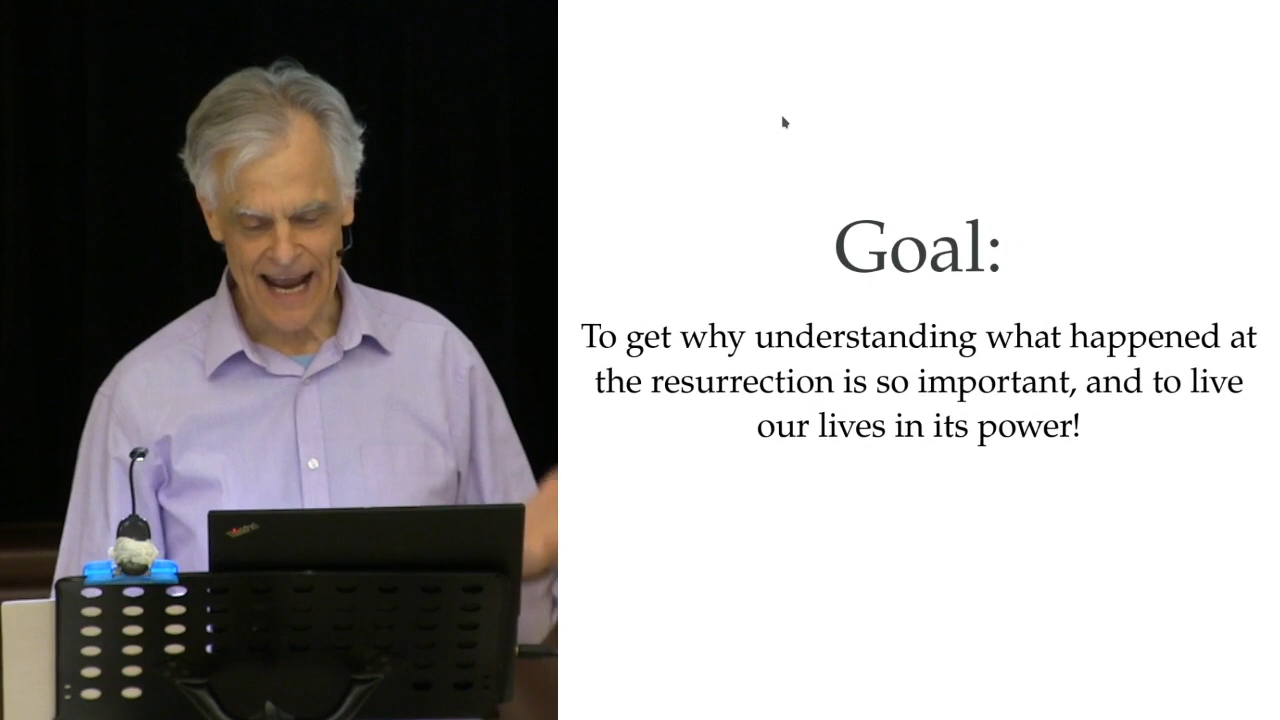 Goal:
To get why understanding what happened at
the resurrection is so important, and to live
our lives in its power!
ThinkPad